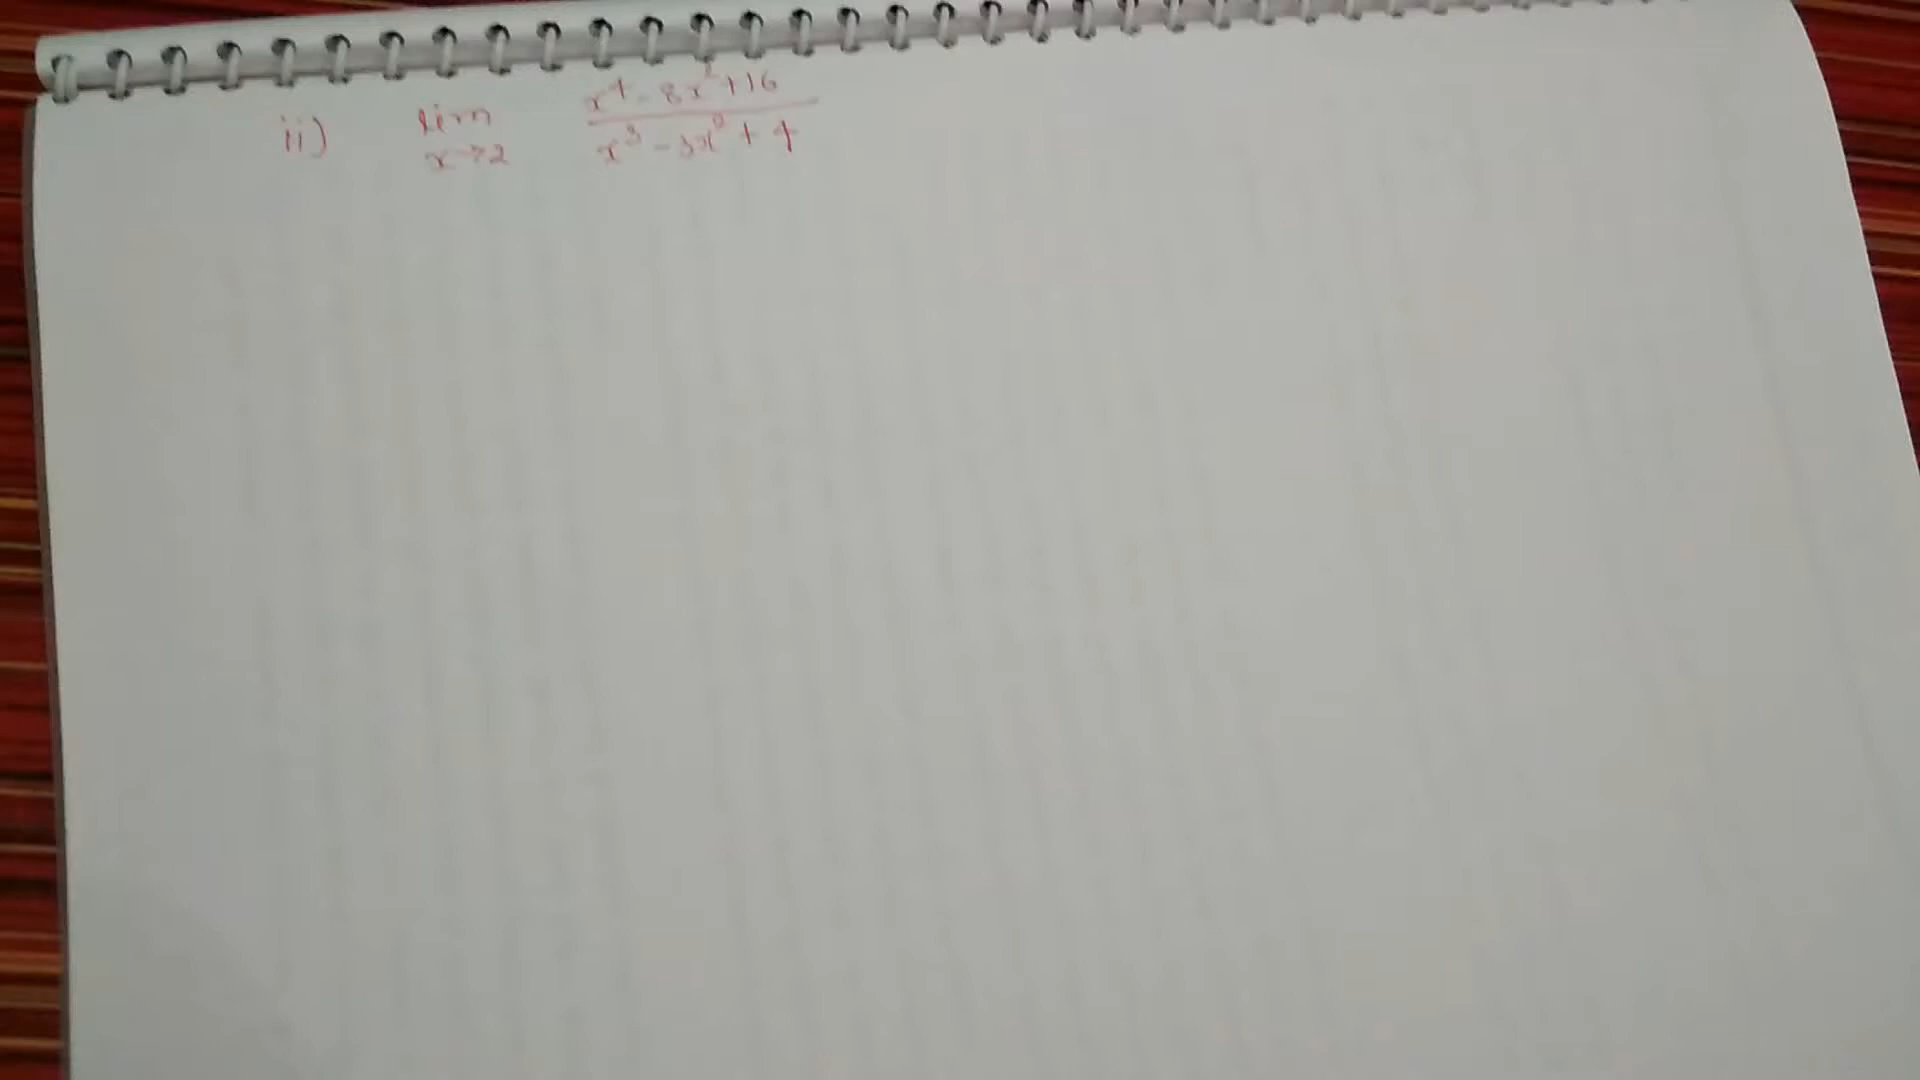 ii) lim x→2 x⁴ - 8x² + 16 / x³ - 3x² + 4